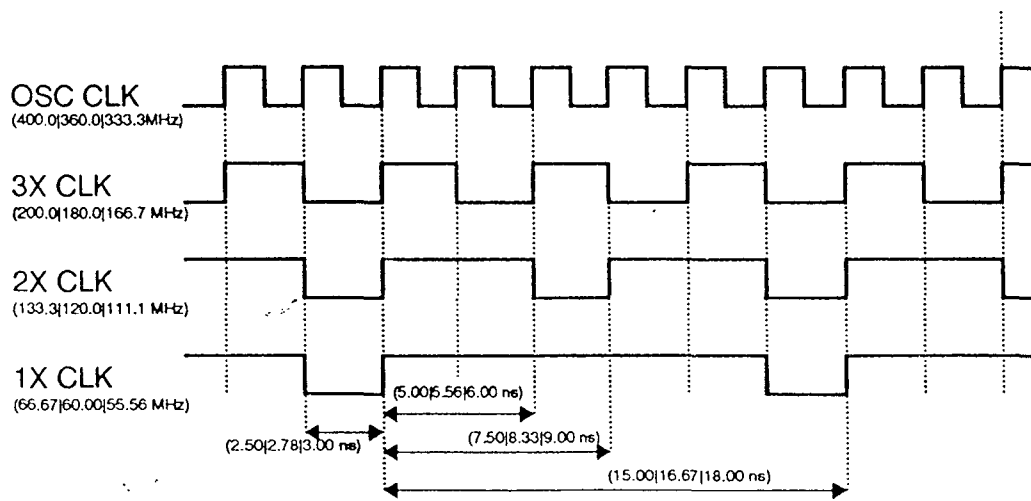 OSC CLK
(400.0|360.0|333.3MHz)
3X CLK
(200.0|180.0|166.7 MHz)
2X CLK
(133.3|120.0|111.1 MHz)
1X CLK
(66.67|60.00|55.56 MHz)
(5.00|5.56|6.00 ns)
(2.50|2.78|3.00 ns)
(7.50|8.33|9.00 ns)
(15.00|16.67|18.00 ns)